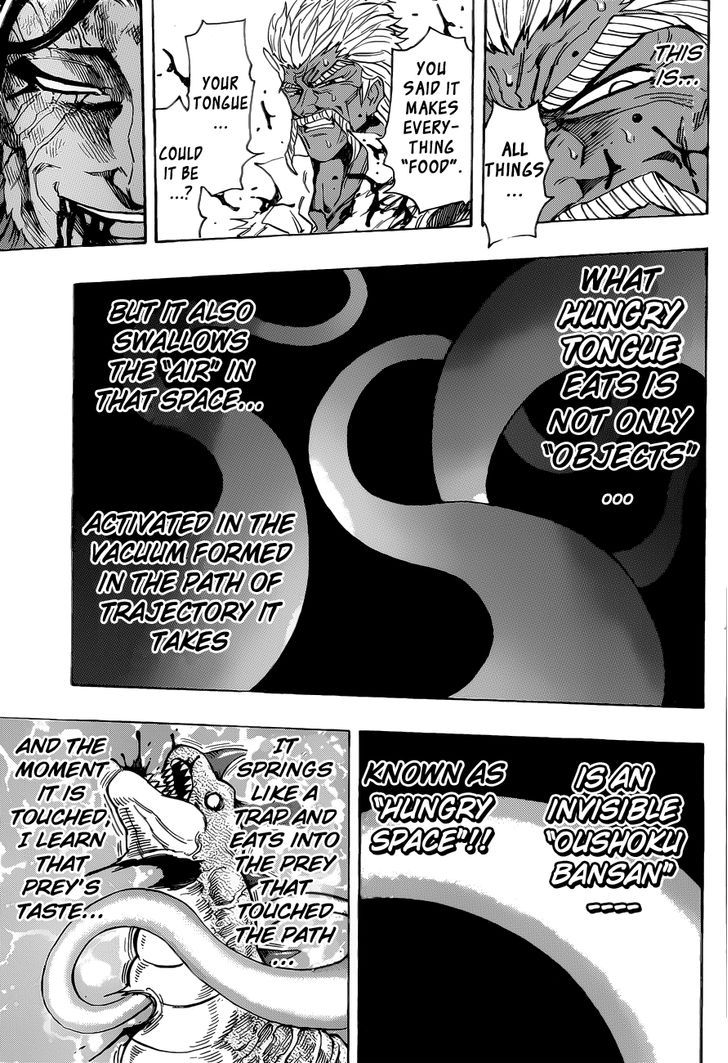 THIS
IS...
ALL
THINGS
...
YOU
SAID IT
MAKES
EVERY-
THING
"FOOD".
YOUR
TONGUE
...
COULD
IT BE
...?
WHAT
HUNGRY
TONGUE
EATS IS
NOT ONLY
"OBJECTS"
...
BUT IT ALSO
SWALLOWS
THE "AIR" IN
THAT SPACE...
ACTIVATED IN THE
VACUUM FORMED
IN THE PATH OF
TRAJECTORY IT
TAKES
IS AN
INVISIBLE
"OUSHOKU
BANSAN"
----
KNOWN AS
"HUNGRY
SPACE"!!
IT
SPRINGS
LIKE A
TRAP AND
EATS INTO
THE PREY
THAT
TOUCHED
THE PATH
...
AND THE
MOMENT
IT IS
TOUCHED,
I LEARN
THAT
PREY'S
TASTE...